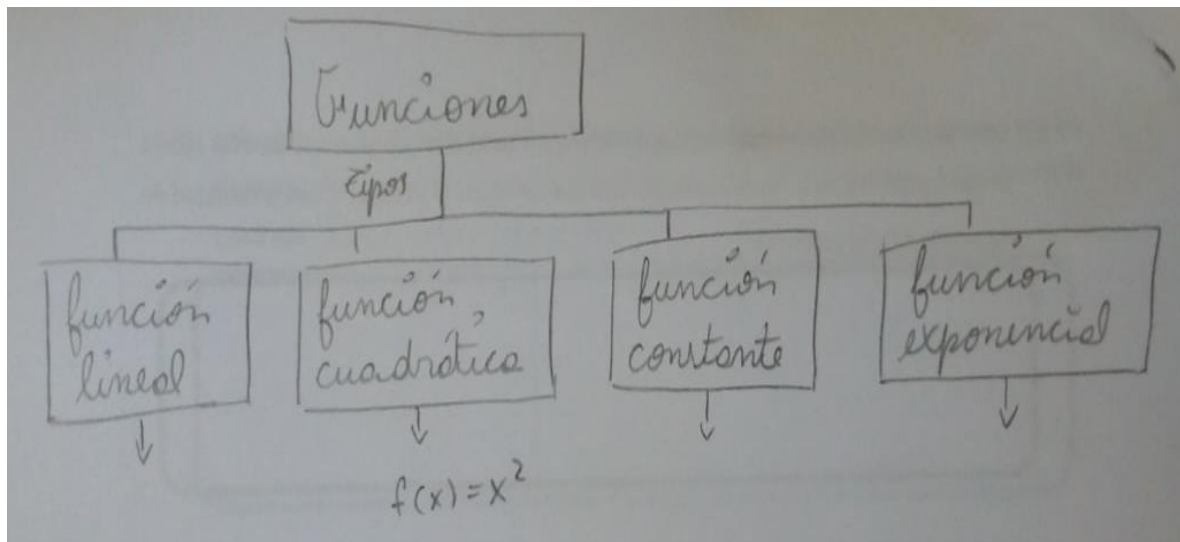 Funciones
tipos
función
lineal
función
cuadrática
función
constante
función
exponencial
f(x)=x²